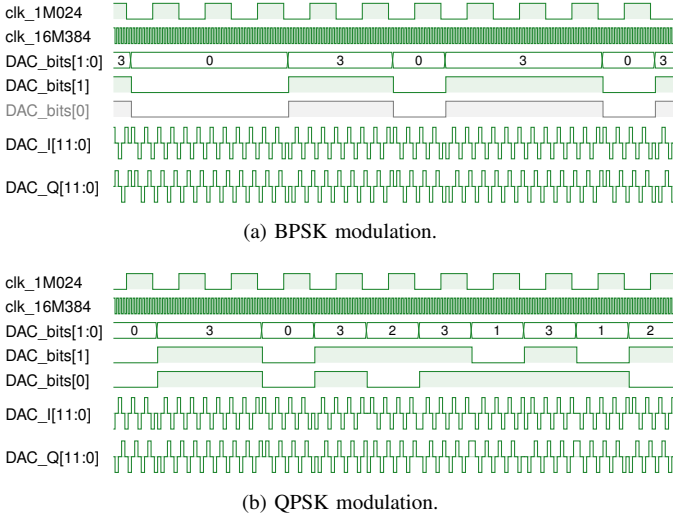 clk_1M024
clk_16M384
DAC_bits[1:0] 3 0 3 0 3 0 3
DAC_bits[1]
DAC_bits[0]
DAC_I[11:0]
DAC_Q[11:0]
(a) BPSK modulation.
clk_1M024
clk_16M384
DAC_bits[1:0] 0 3 0 3 2 3 1 3 1 2
DAC_bits[1]
DAC_bits[0]
DAC_I[11:0]
DAC_Q[11:0]
(b) QPSK modulation.